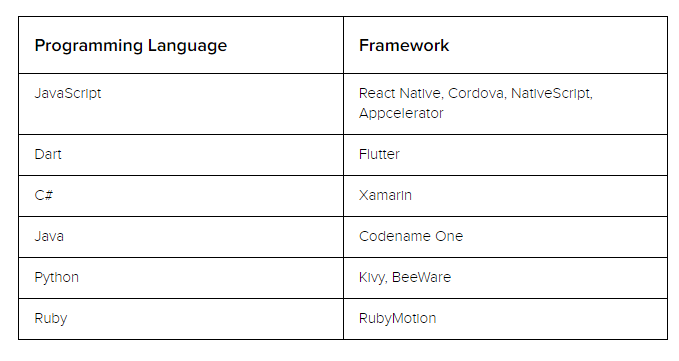 Programming Language Framework
JavaScript React Native, Cordova, NativeScript,
Appcelerator
Dart Flutter
C# Xamarin
Java Codename One
Python Kivy, BeeWare
Ruby RubyMotion